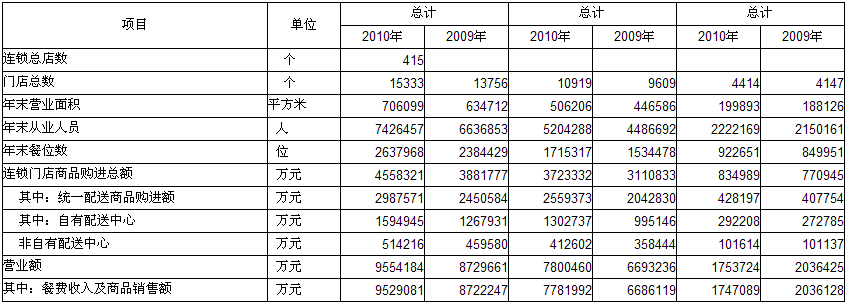 项目 单位 总计 总计 总计
2010年 2009年 2010年 2009年 2010年 2009年
连锁总店数 个 415
门店总数 个 15333 13756 10919 9609 4414 4147
年末营业面积 平方米 706099 634712 506206 446586 199893 188126
年末从业人员 人 7426457 6636853 5204288 4486692 2222169 2150161
年末餐位数 位 2637968 2384429 1715317 1534478 922651 849951
连锁门店商品购进总额 万元 4558321 3881777 3723332 3110833 834989 770945
其中：统一配送商品购进额 万元 2987571 2450584 2559373 2042830 428197 407754
其中：自有配送中心 万元 1594945 1267931 1302737 995146 292208 272785
非自有配送中心 万元 514216 459580 412602 358444 101614 101137
营业额 万元 9554184 8729661 7800460 6693236 1753724 2036425
其中：餐费收入及商品销售额 万元 9529081 8722247 7781992 6686119 1747089 2036128